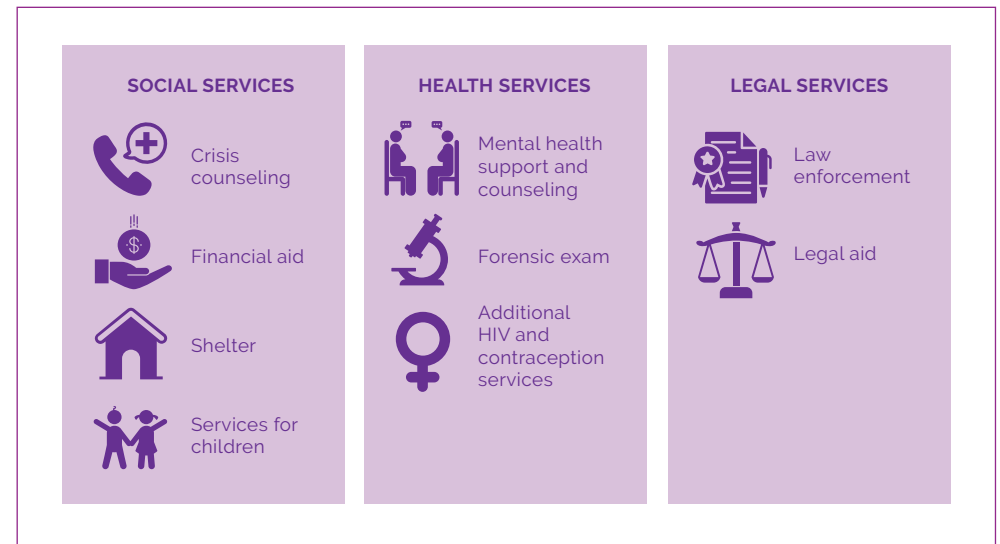 SOCIAL SERVICES
Crisis
counseling
Financial aid
Shelter
Services for
children
HEALTH SERVICES
Mental health
support and
counseling
Forensic exam
Additional
HIV and
contraception
services
LEGAL SERVICES
Law
enforcement
Legal aid